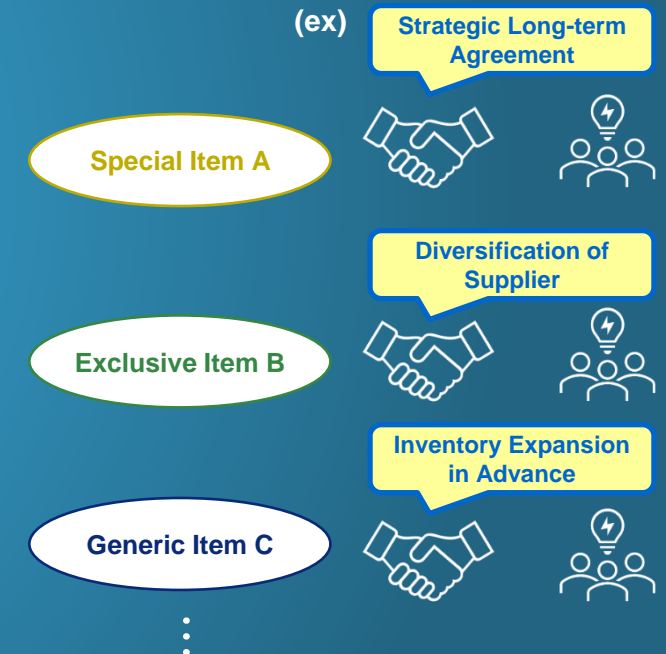 (ex)
Strategic Long-term
Agreement
Special Item A
Diversification of
Supplier
Exclusive Item B
Inventory Expansion
in Advance
Generic Item C